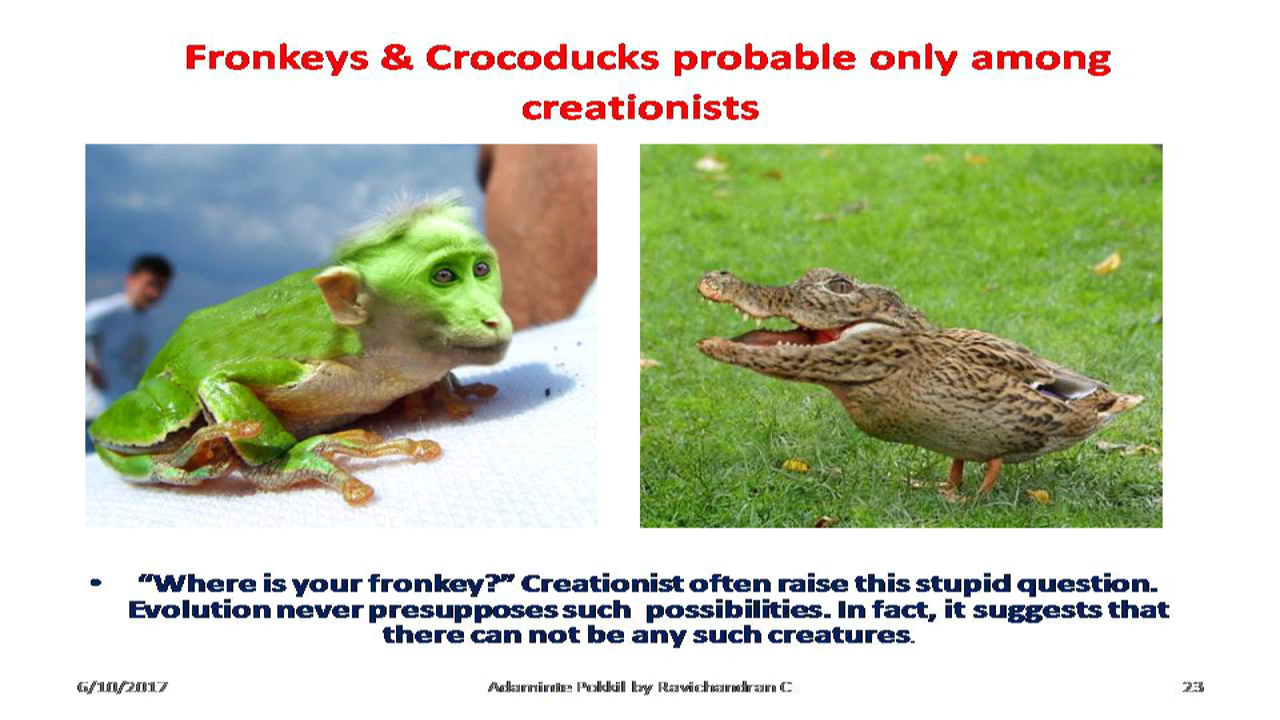 Fronkeys & Crocoducks probable only among
creationists
• “Where is your fronkey?” Creationist often raise this stupid question.
Evolution never presupposes such possibilities. In fact, it suggests that
there can not be any such creatures.
6/10/2017 Adaminte Pokkil by Ravichandran C 23